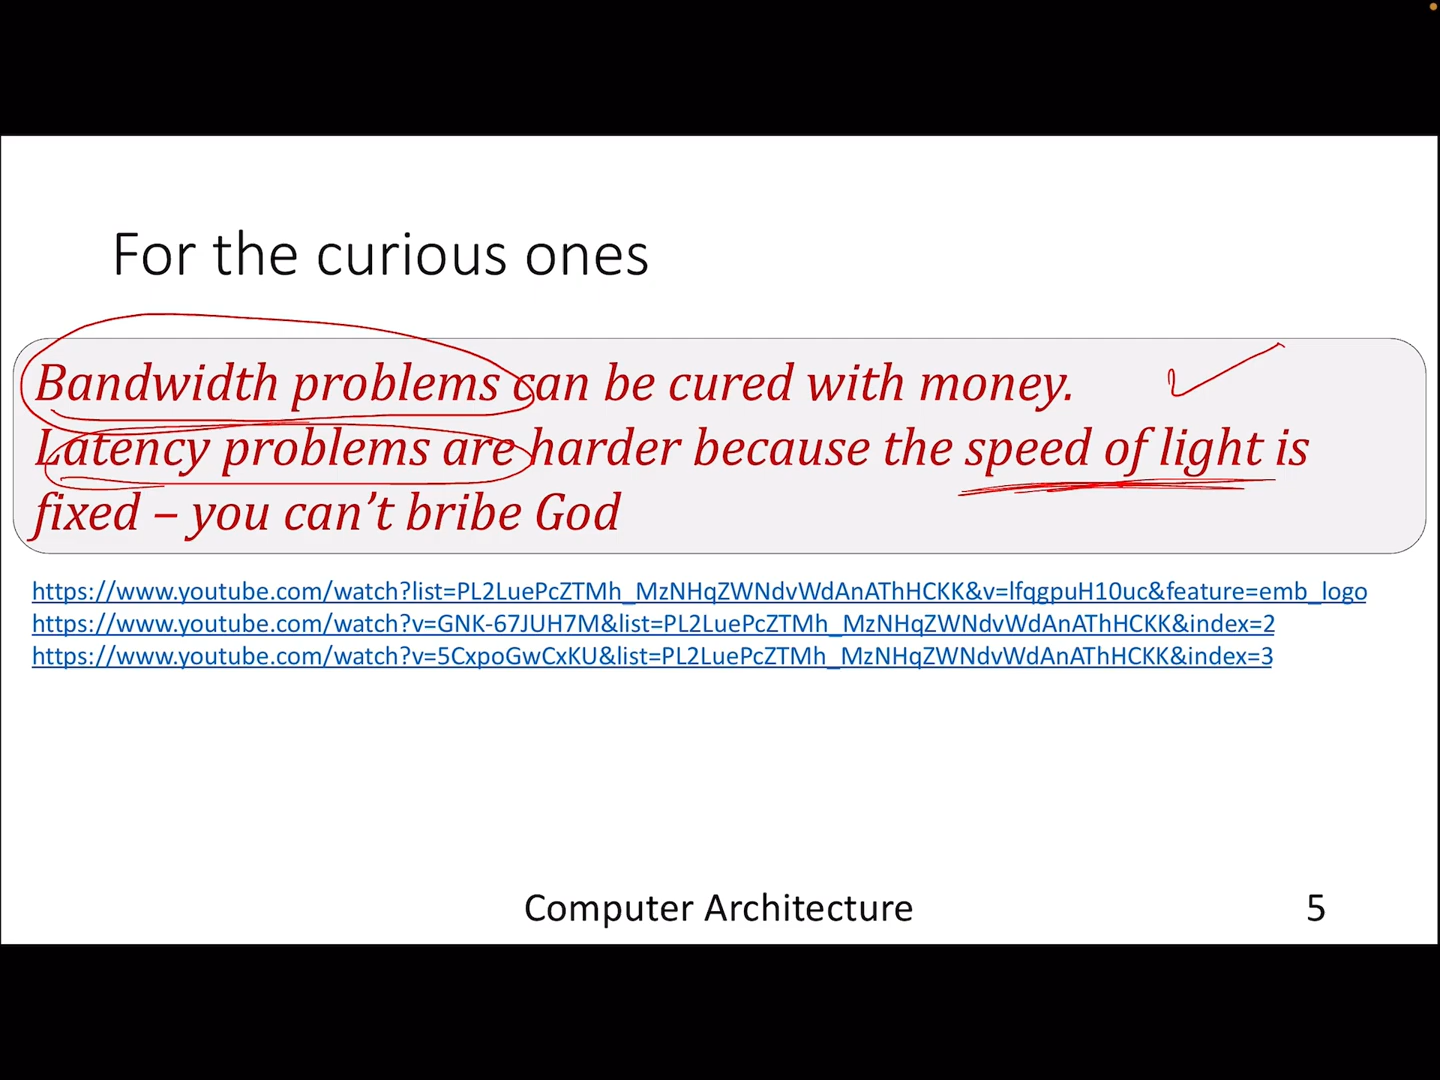 For the curious ones
Bandwidth problems can be cured with money.
Latency problems are harder because the speed of light is
fixed – you can’t bribe God
https://www.youtube.com/watch?list=PL2LuePcZTMh_MzNHqZWNdvWdAnAThHCKK&v=lfqgpuH10uc&feature=emb_logo
https://www.youtube.com/watch?v=GNK-67JUH7M&list=PL2LuePcZTMh_MzNHqZWNdvWdAnAThHCKK&index=2
https://www.youtube.com/watch?v=5CxpoGwCxKU&list=PL2LuePcZTMh_MzNHqZWNdvWdAnAThHCKK&index=3
Computer Architecture
5